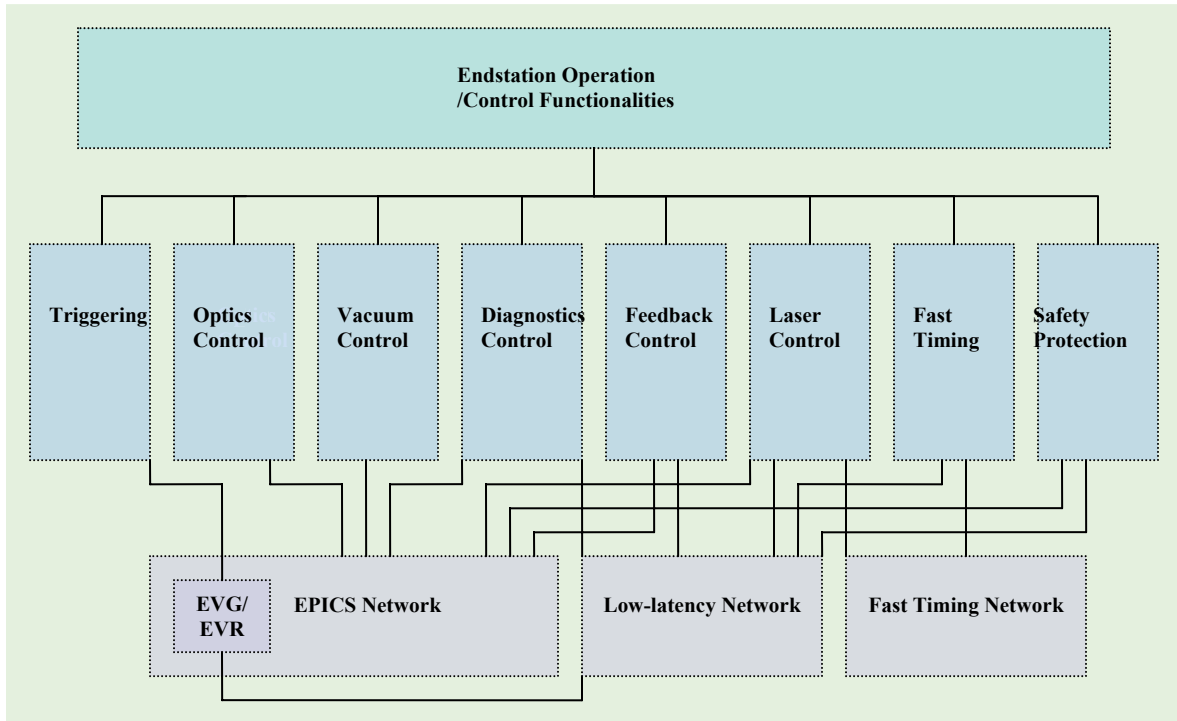 Endstation Operation
/Control Functionalities
Triggering
Optics
Control
Vacuum
Control
Diagnostics
Control
Feedback
Control
Laser
Control
Fast
Timing
Safety
Protection
EVG/
EVR
EPICS Network
Low-latency Network
Fast Timing Network